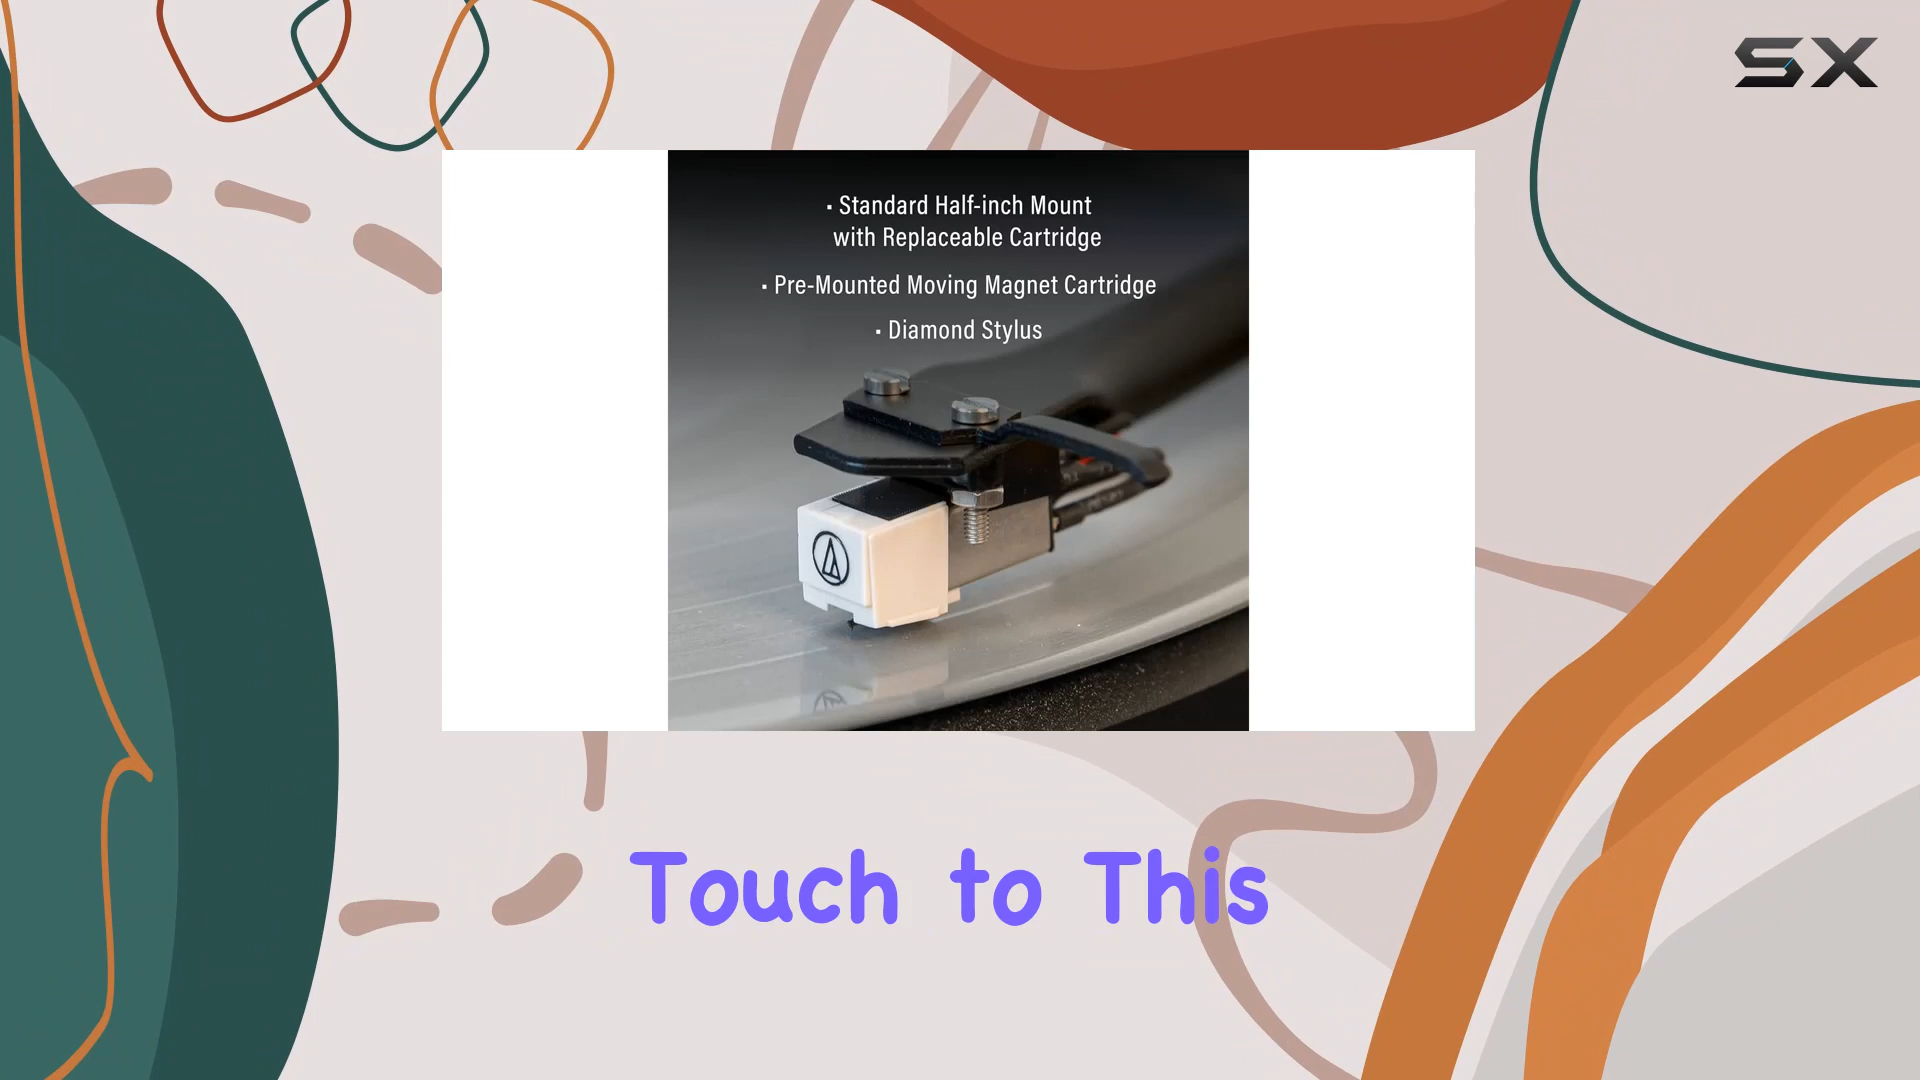 SX
· Standard Half-inch Mount
with Replaceable Cartridge
· Pre-Mounted Moving Magnet Cartridge
· Diamond Stylus
Touch to This